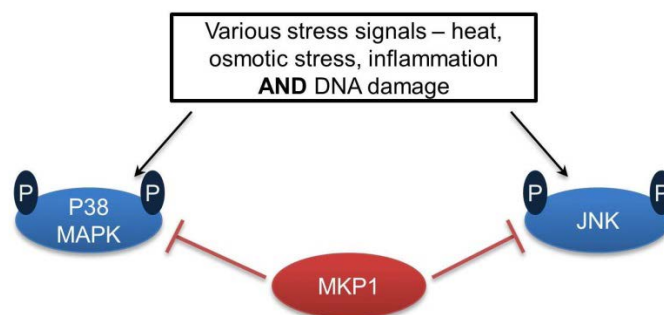 Various stress signals – heat,
osmotic stress, inflammation
AND DNA damage
P
P
P38
MAPK
P
P
JNK
MKP1